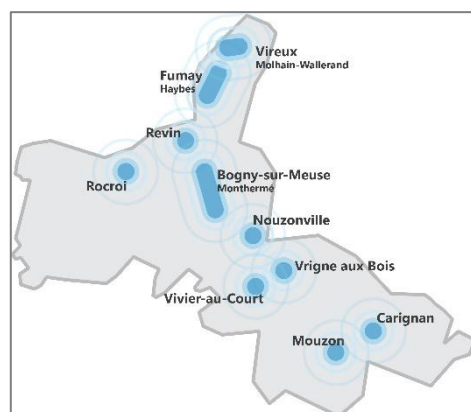 Vireux
Molhain-Wallerand
Fumay
Haybes
Revin
Rocroi
Bogny-sur-Meuse
Monthermé
Nouzonville
Vrigne aux Bois
Vivier-au-Court
Carignan
Mouzon